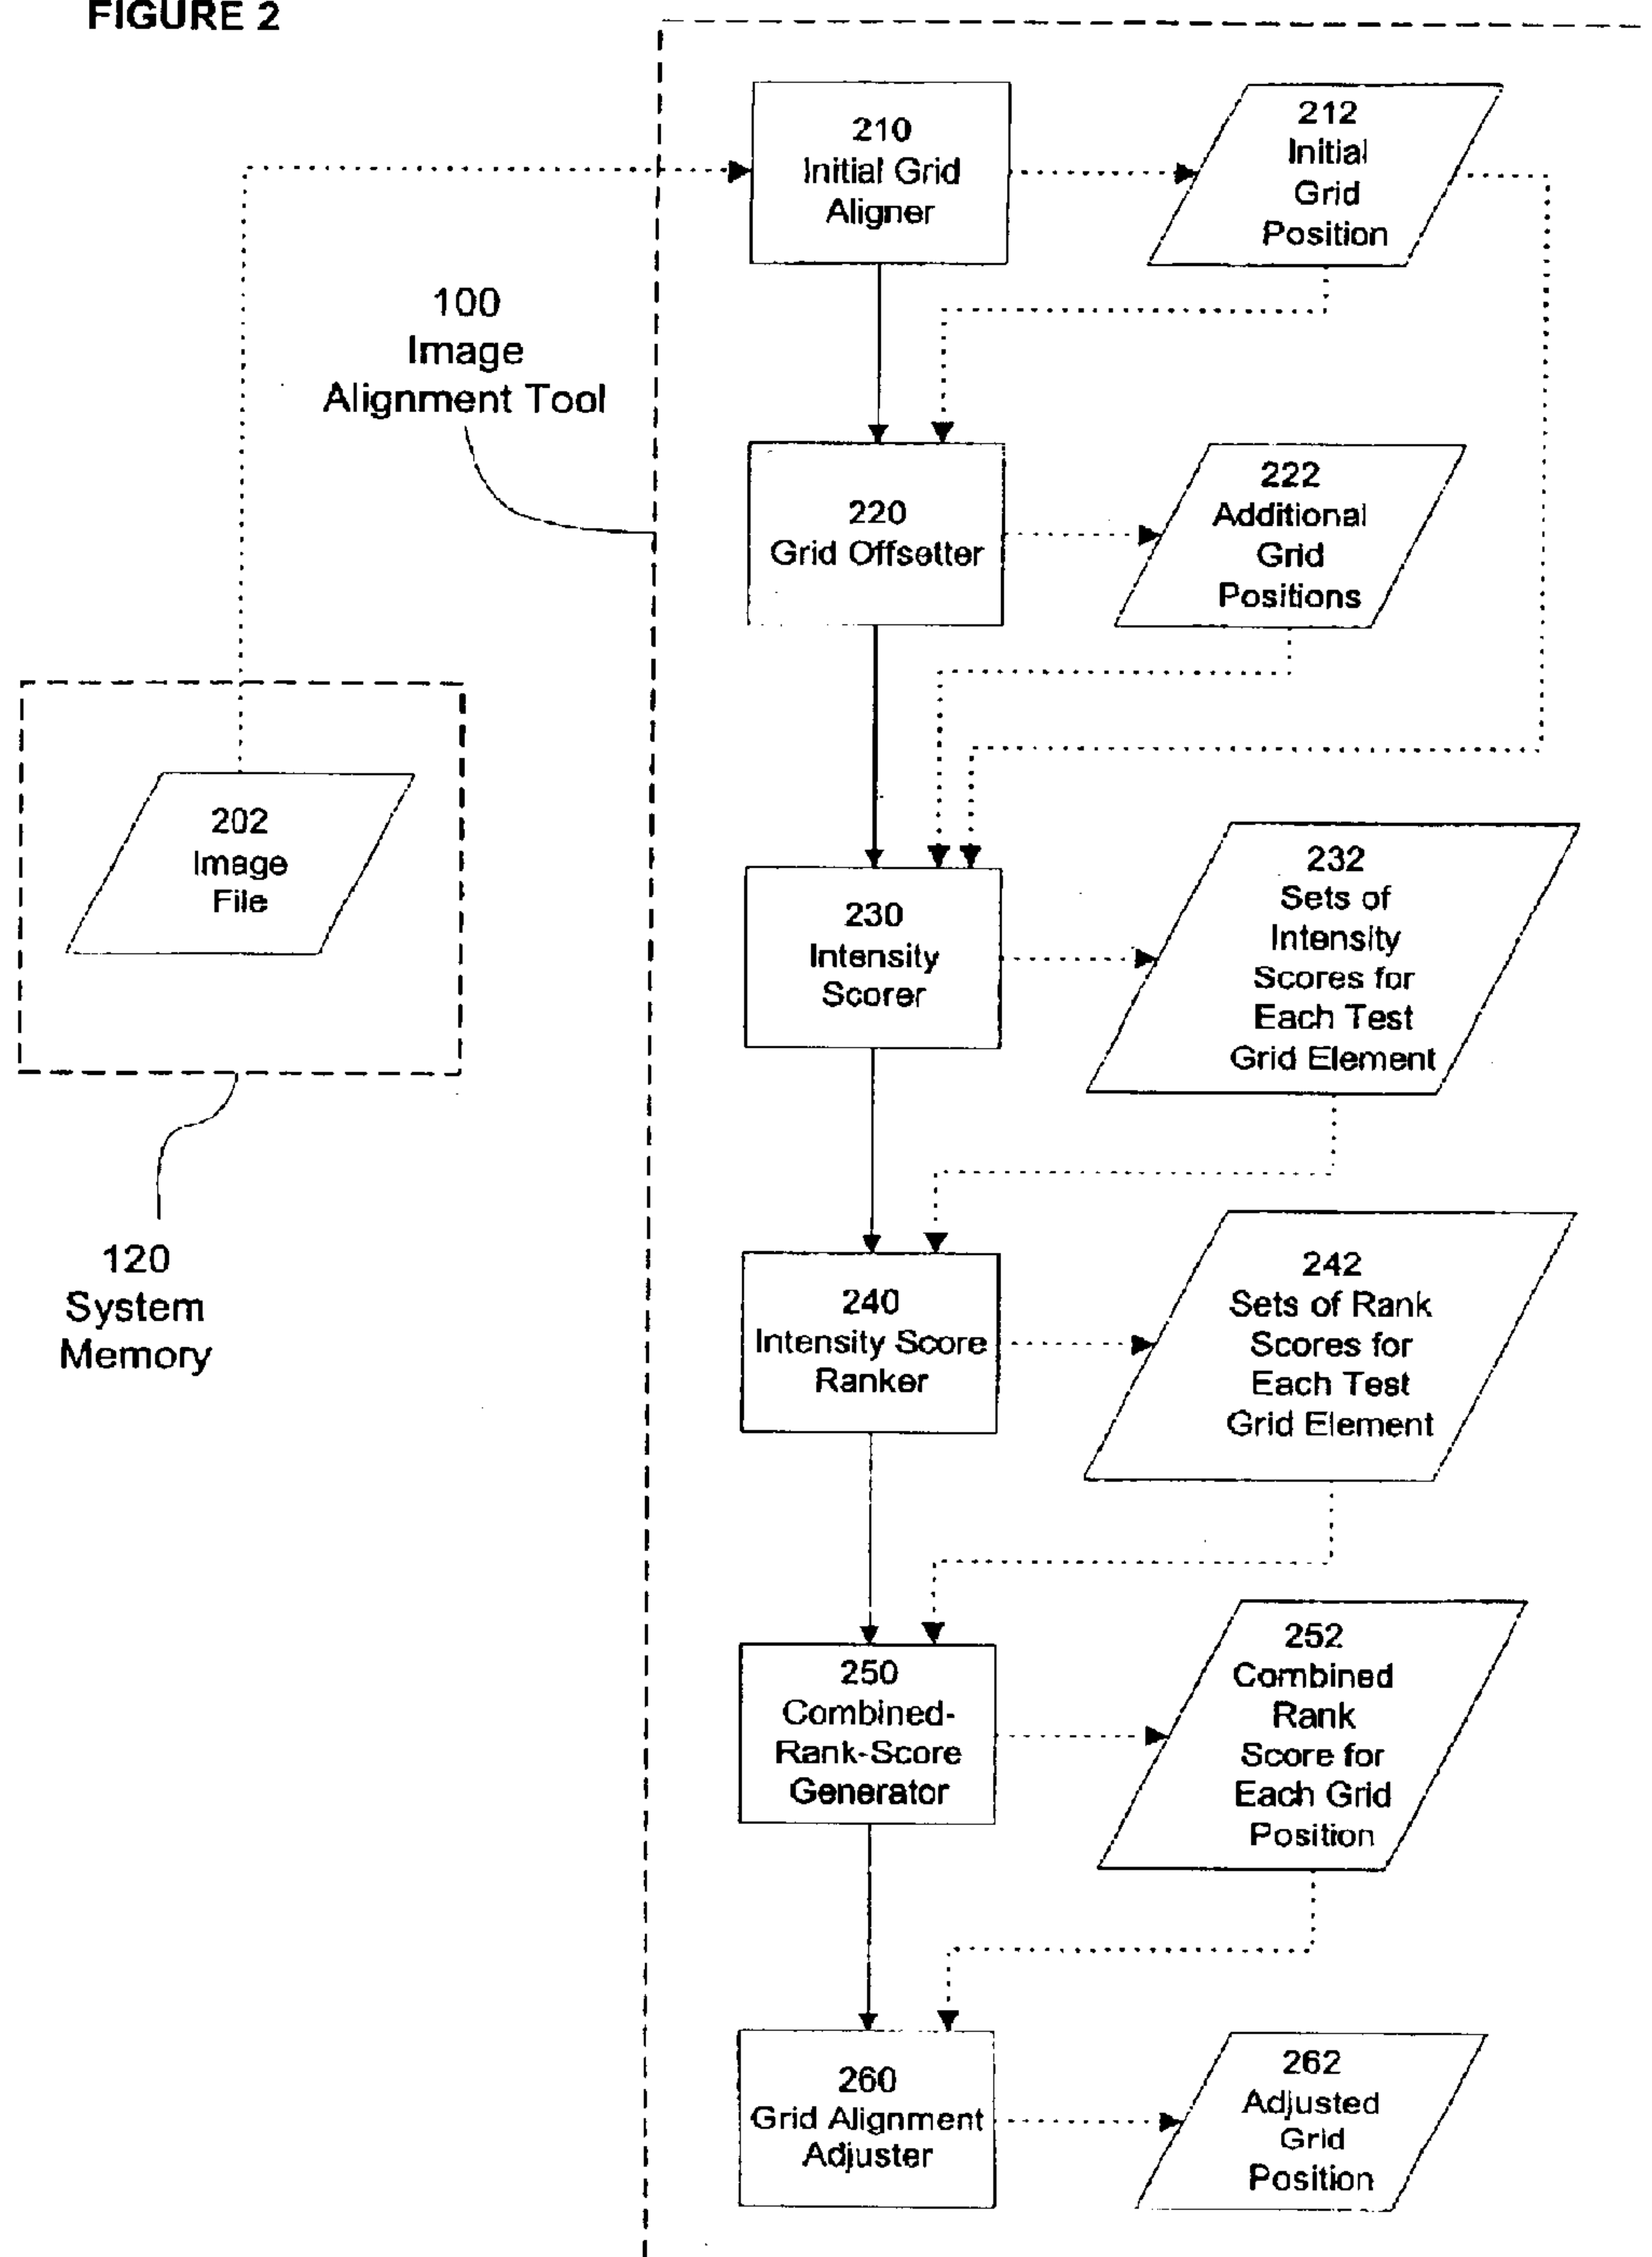 FIGURE 2
210
Initial Grid
Aligner
212
Initial
Grid
Position
100
Image
Alignment Tool
220
Grid Offsetter
222
Additional
Grid
Positions
202
Image
File
230
Intensity
Scorer
232
Sets of
Intensity
Scores for
Each Test
Grid Element
120
System
Memory
240
Intensity Score
Ranker
242
Sets of Rank
Scores for
Each Test
Grid Element
250
Combined-
Rank-Score
Generator
252
Combined
Rank
Score for
Each Grid
Position
260
Grid Alignment
Adjuster
262
Adjusted
Grid
Position